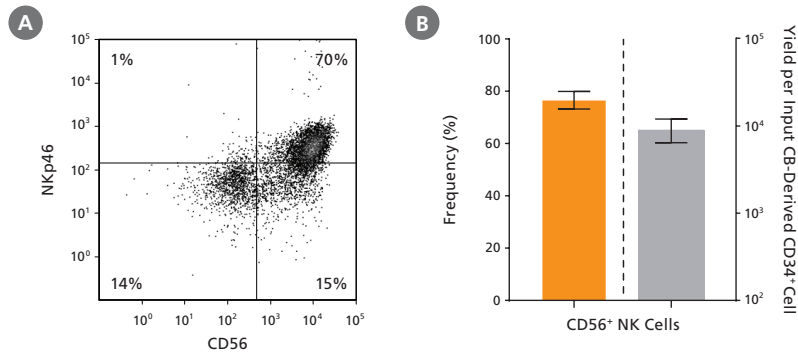 A
10⁵
10⁴
10³
10²
10¹
10⁰
NKp46
1%
70%
14%
15%
10⁰ 10¹ 10² 10³ 10⁴ 10⁵
CD56
B
100
80
60
40
20
0
Frequency (%)
CD56⁺ NK Cells
10⁵
10⁴
10³
10²
Yield per Input CB-Derived CD34⁺ Cell